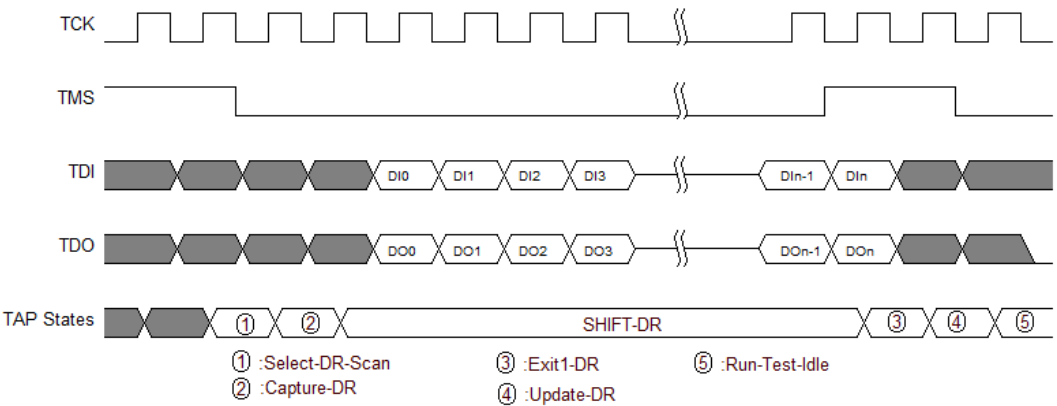 TCK
TMS
TDI DI0 DI1 DI2 DI3 DIn-1 DIn
TDO DO0 DO1 DO2 DO3 DOn-1 DOn
TAP States 1 2 SHIFT-DR 3 4 5
1 :Select-DR-Scan 3 :Exit1-DR 5 :Run-Test-Idle
2 :Capture-DR 4 :Update-DR